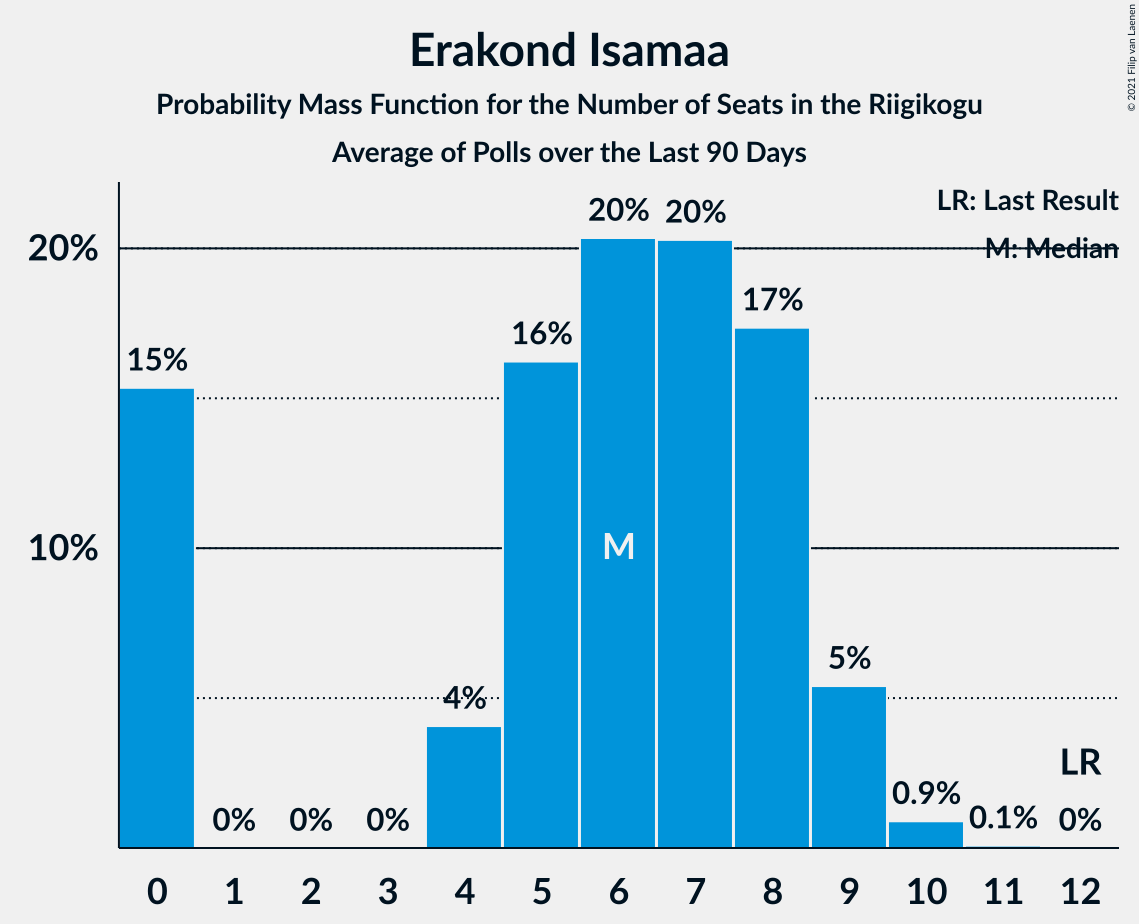 Erakond Isamaa
Probability Mass Function for the Number of Seats in the Riigikogu
Average of Polls over the Last 90 Days
© 2021 Filip van Laenen
LR: Last Result
M: Median
20%
10%
15%
0%
0%
0%
4%
16%
20%
20%
17%
5%
0.9%
0.1%
0%
M
LR
0 1 2 3 4 5 6 7 8 9 10 11 12